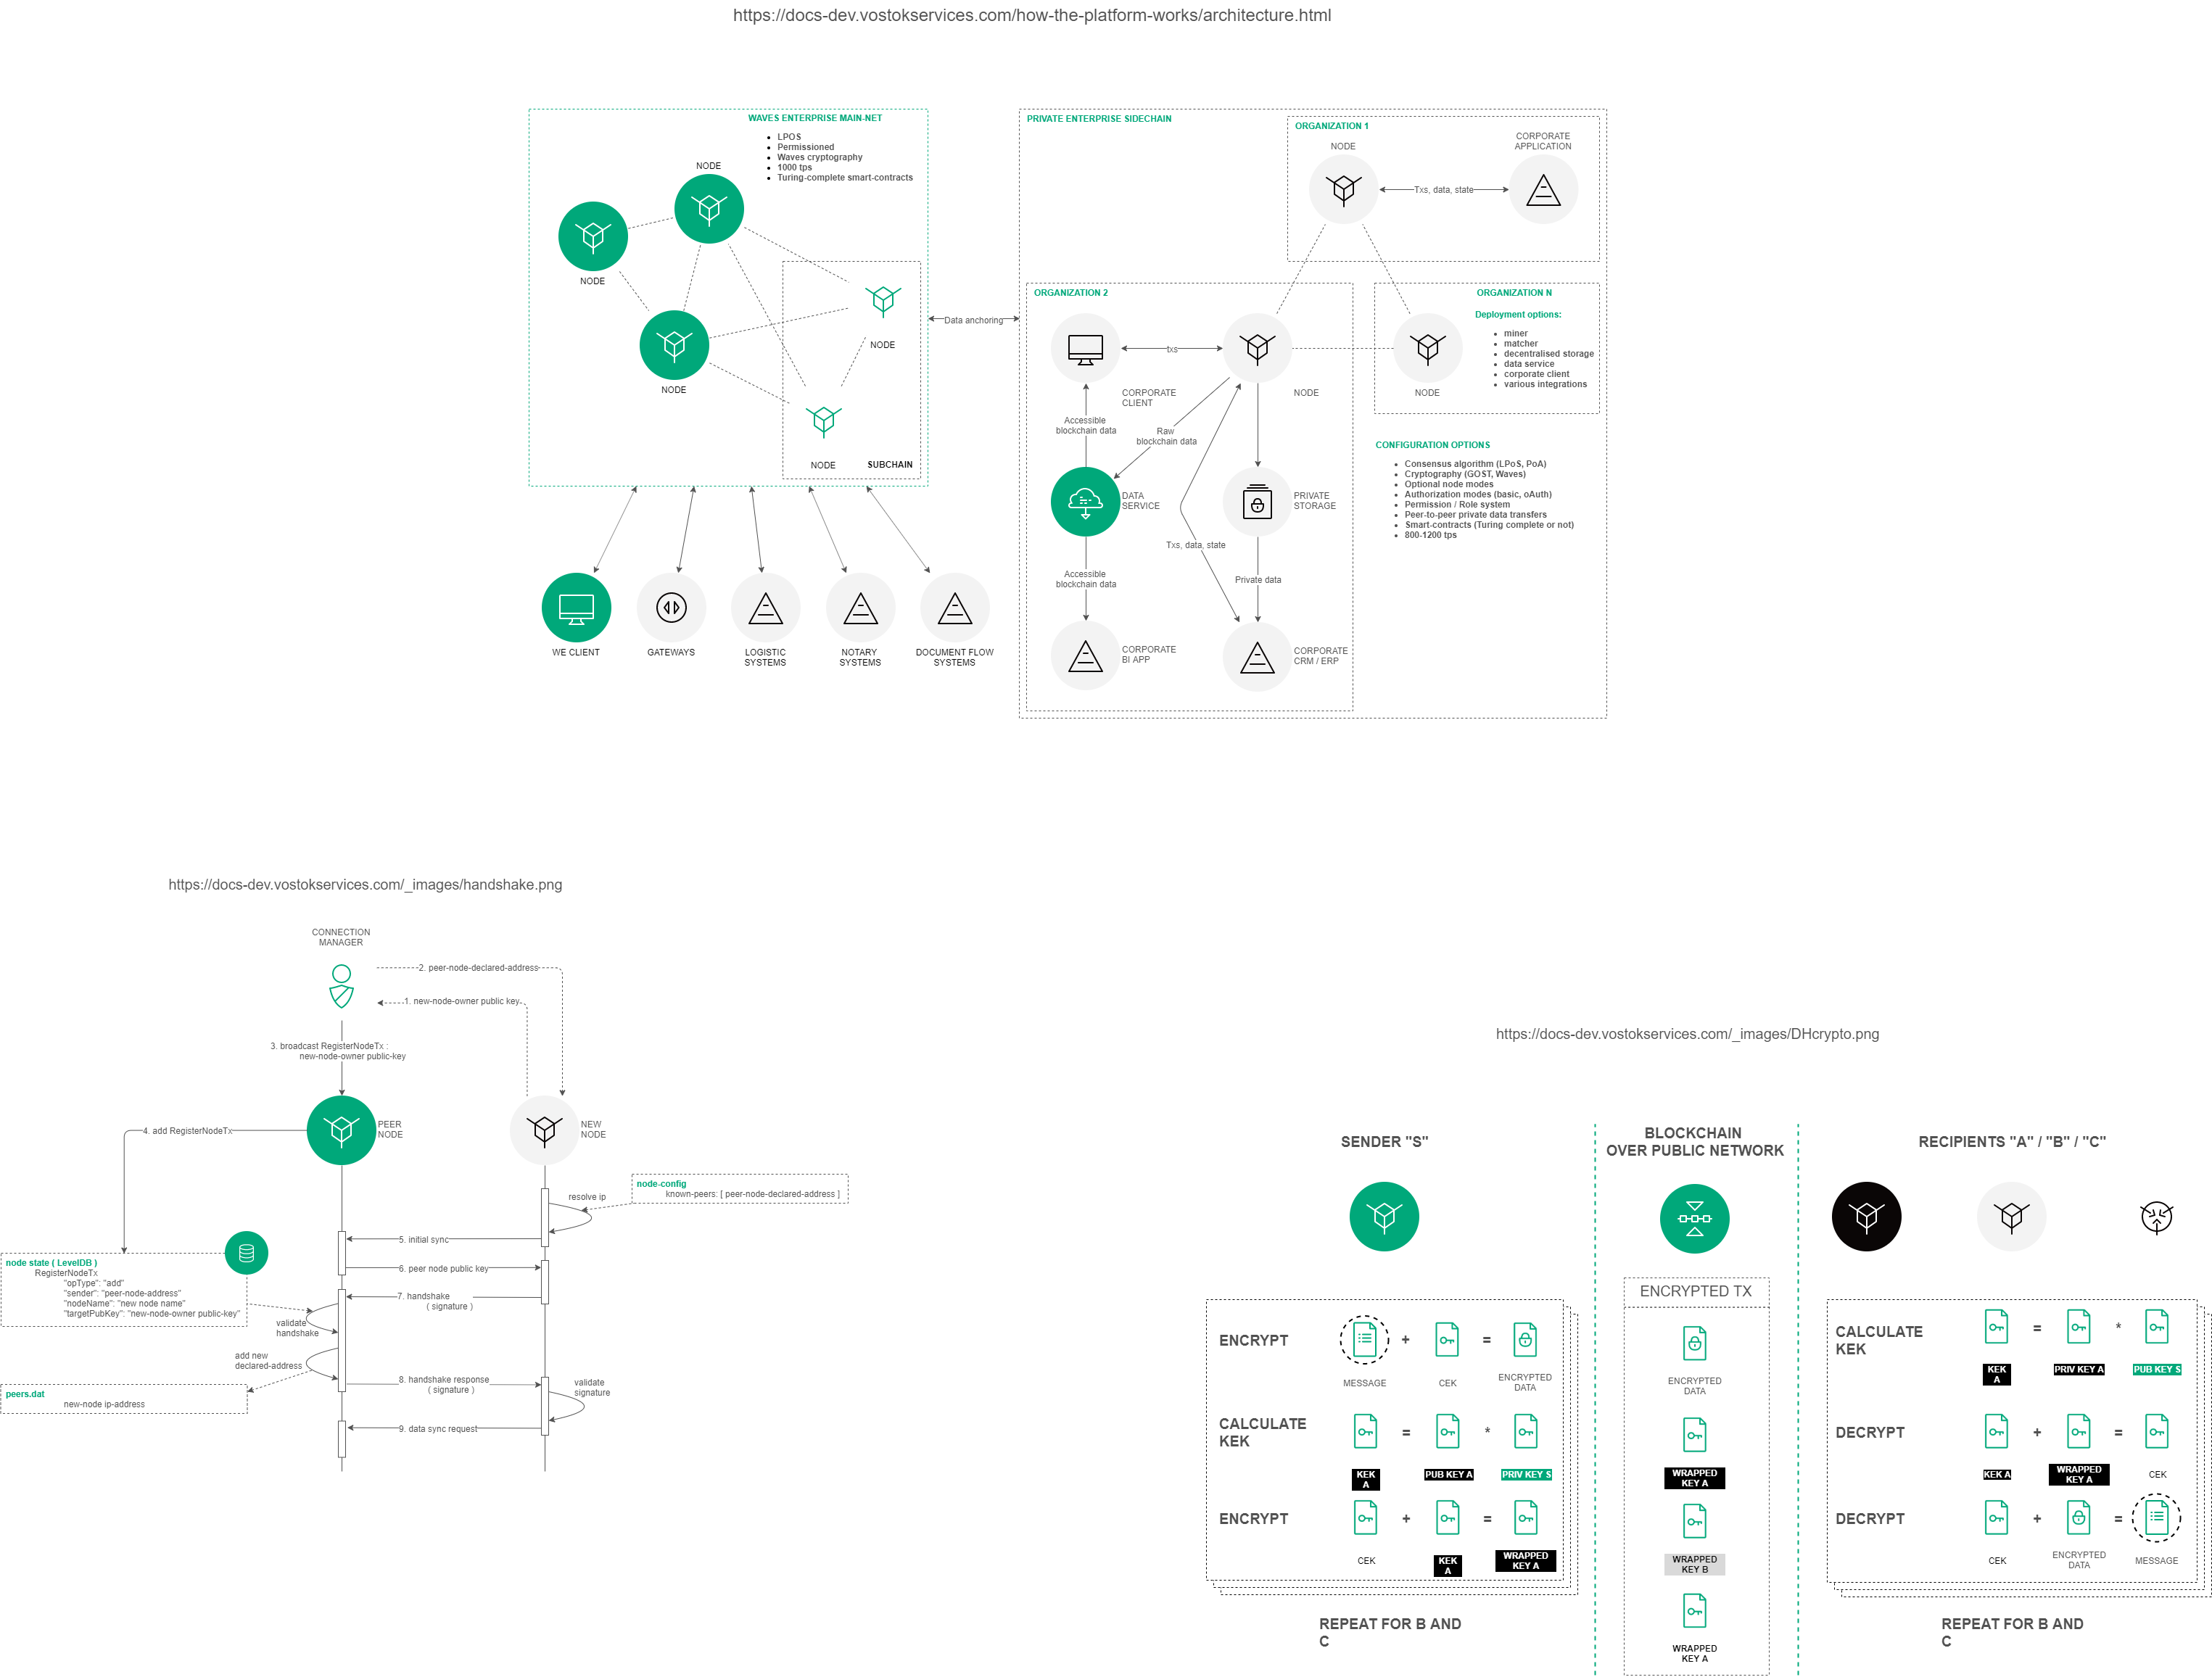 https://docs-dev.vostokservices.com/how-the-platform-works/architecture.html
WAVES ENTERPRISE MAIN-NET
LPOS
Permissioned
Waves cryptography
1000 tps
Turing-complete smart-contracts
NODE
NODE
NODE
NODE
NODE
SUBCHAIN
WE CLIENT
GATEWAYS
LOGISTIC
SYSTEMS
NOTARY
SYSTEMS
DOCUMENT FLOW
SYSTEMS
Data anchoring
PRIVATE ENTERPRISE SIDECHAIN
ORGANIZATION 1
NODE
CORPORATE
APPLICATION
Txs, data, state
ORGANIZATION 2
txs
CORPORATE
CLIENT
NODE
Accessible
blockchain data
Raw
blockchain data
DATA
SERVICE
PRIVATE
STORAGE
Txs, data, state
Accessible
blockchain data
Private data
CORPORATE
BI APP
CORPORATE
CRM / ERP
ORGANIZATION N
Deployment options:
miner
matcher
decentralised storage
data service
corporate client
various integrations
NODE
CONFIGURATION OPTIONS
Consensus algorithm (LPoS, PoA)
Cryptography (GOST, Waves)
Optional node modes
Authorization modes (basic, oAuth)
Permission / Role system
Peer-to-peer private data transfers
Smart-contracts (Turing complete or not)
800-1200 tps
https://docs-dev.vostokservices.com/_images/handshake.png
CONNECTION
MANAGER
2. peer-node-declared-address
1. new-node-owner public key
3. broadcast RegisterNodeTx :
new-node-owner public-key
4. add RegisterNodeTx
PEER
NODE
NEW
NODE
node-config
known-peers: [ peer-node-declared-address ]
resolve ip
5. initial sync
6. peer node public key
7. handshake
( signature )
node state ( LevelDB )
RegisterNodeTx
"opType": "add"
"sender": "peer-node-address"
"nodeName": "new node name"
"targetPubKey": "new-node-owner public-key"
validate
handshake
add new
declared-address
8. handshake response
( signature )
validate
signature
peers.dat
new-node ip-address
9. data sync request
https://docs-dev.vostokservices.com/_images/DHcrypto.png
SENDER "S"
BLOCKCHAIN
OVER PUBLIC NETWORK
RECIPIENTS "A" / "B" / "C"
ENCRYPT
+
=
MESSAGE
CEK
ENCRYPTED
DATA
CALCULATE
KEK
=
*
KEK
A
PUB KEY A
PRIV KEY S
ENCRYPT
+
=
CEK
KEK
A
WRAPPED
KEY A
REPEAT FOR B AND
C
ENCRYPTED TX
ENCRYPTED
DATA
WRAPPED
KEY A
WRAPPED
KEY B
WRAPPED
KEY A
CALCULATE
KEK
=
*
KEK
A
PRIV KEY A
PUB KEY S
DECRYPT
+
=
KEK A
WRAPPED
KEY A
CEK
DECRYPT
+
=
CEK
ENCRYPTED
DATA
MESSAGE
REPEAT FOR B AND
C